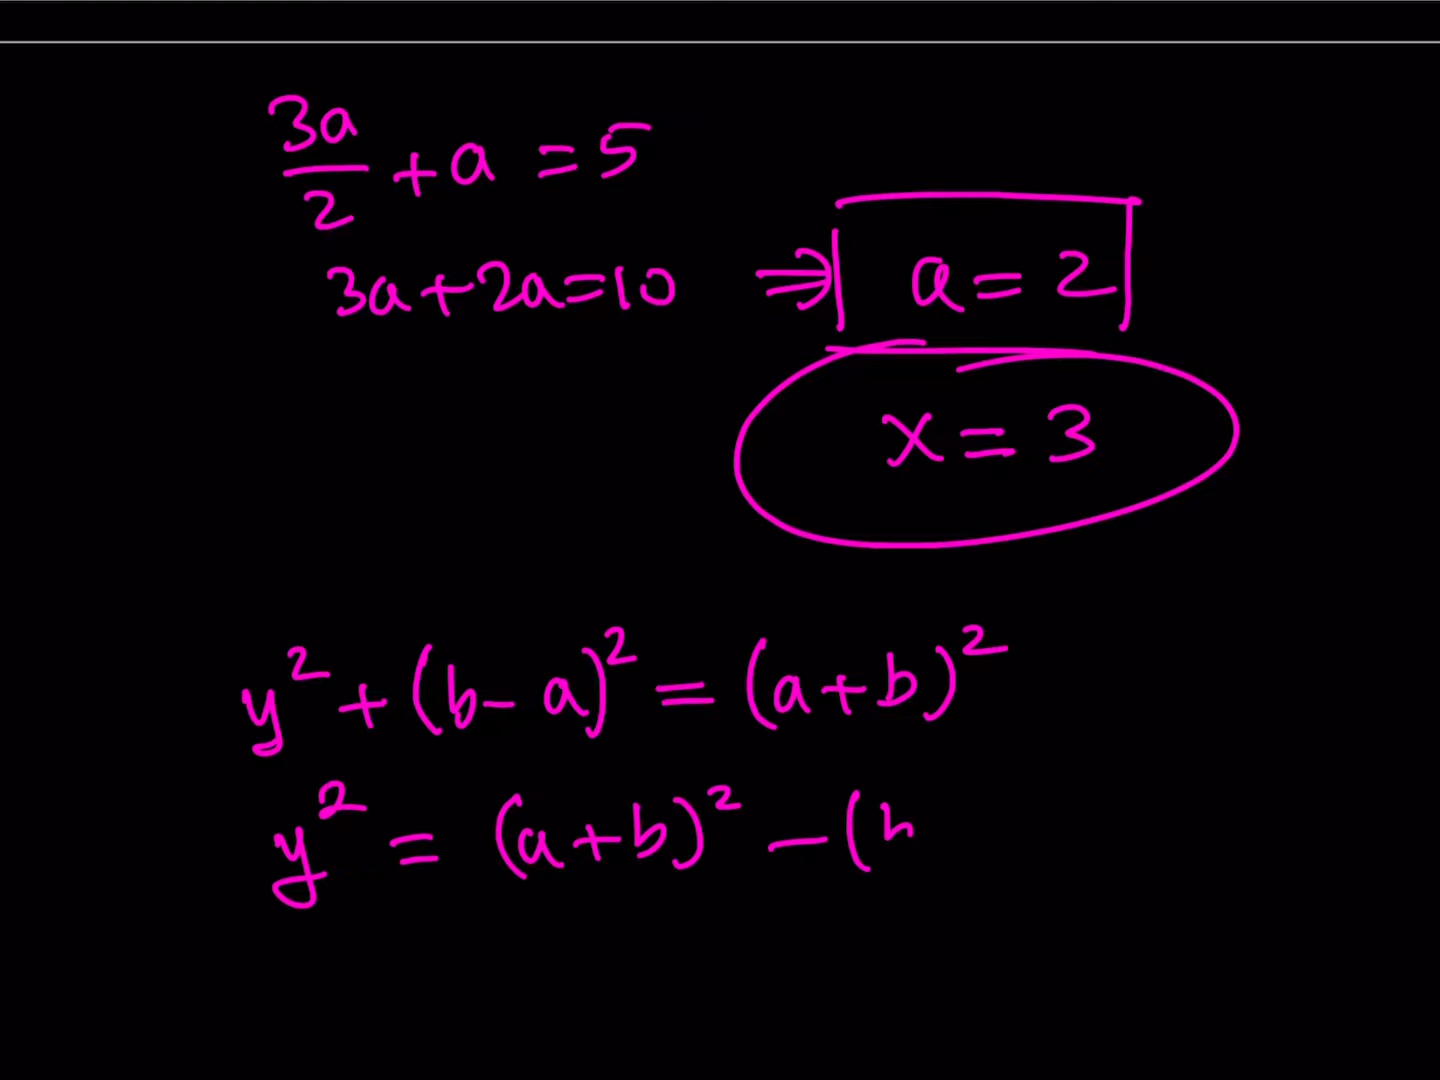 3a/2 + a = 5
3a+2a=10 ⇒ a = 2
x = 3
y² + (b - a)² = (a+b)²
y² = (a+b)² - (